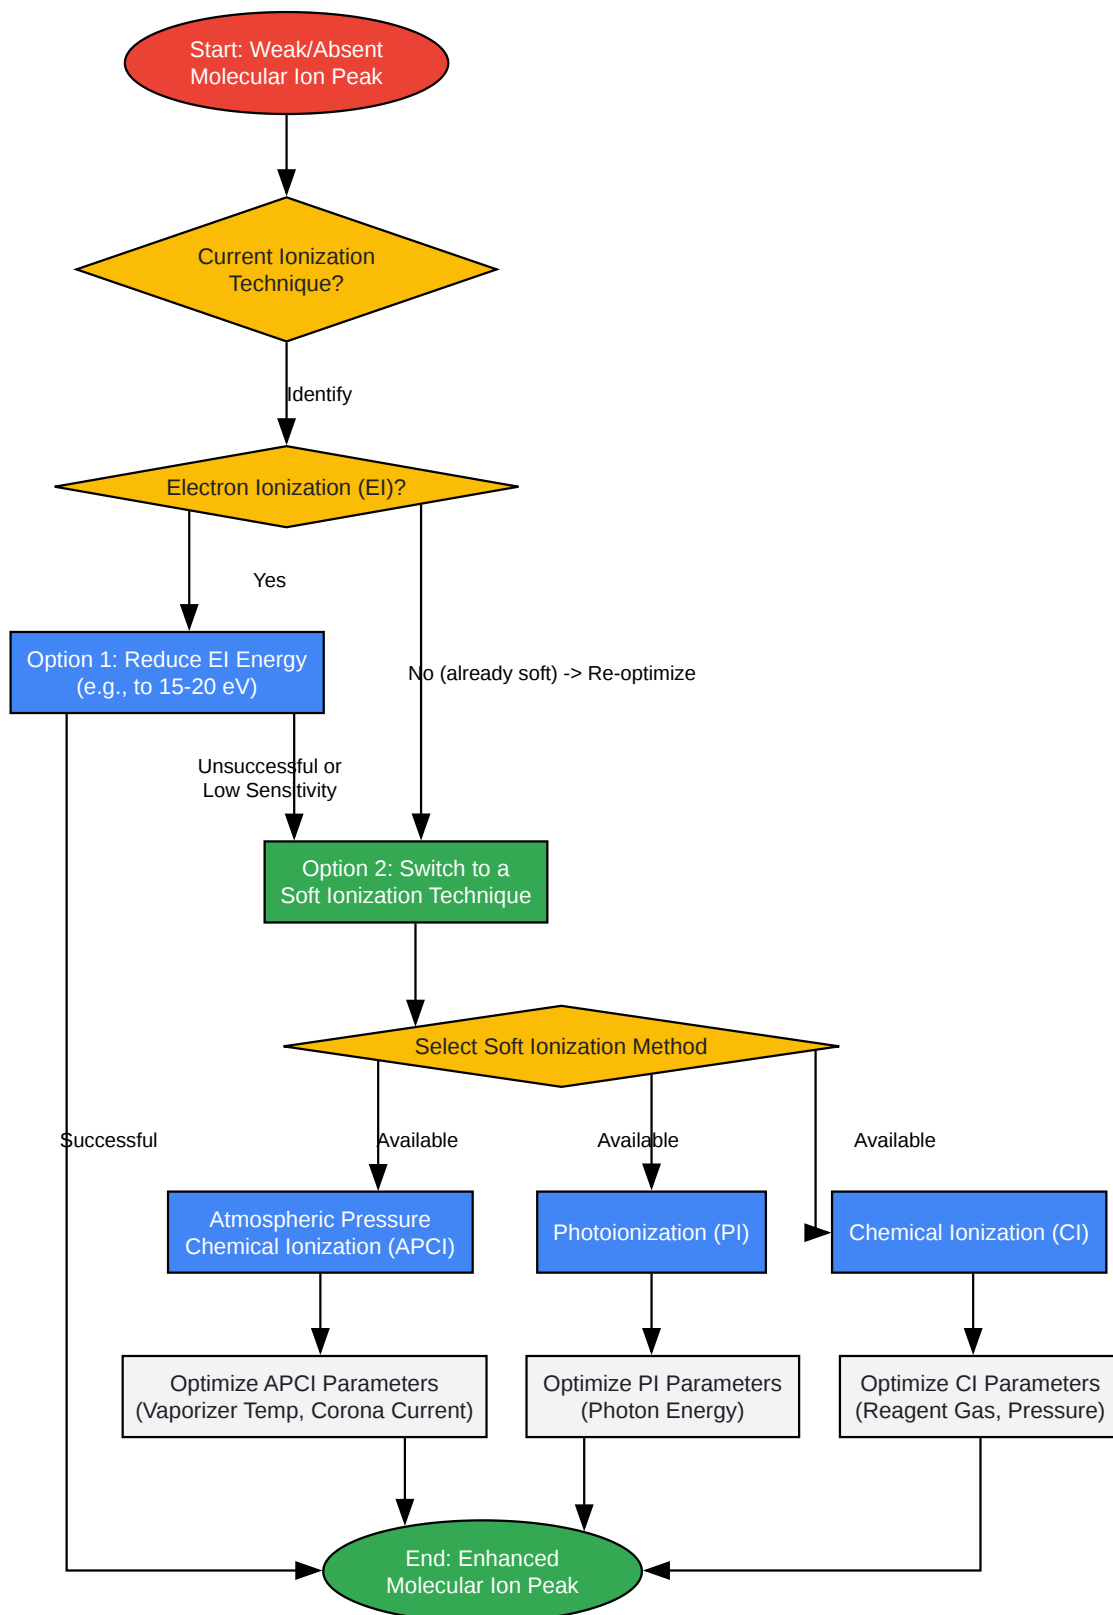 Start: Weak/Absent
Molecular Ion Peak
Current Ionization
Technique?
Identify
Electron Ionization (EI)?
Yes
Option 1: Reduce EI Energy
(e.g., to 15-20 eV)
No (already soft) -> Re-optimize
Unsuccessful or
Low Sensitivity
Option 2: Switch to a
Soft Ionization Technique
Select Soft Ionization Method
Successful
Available
Available
Available
Atmospheric Pressure
Chemical Ionization (APCI)
Photoionization (PI)
Chemical Ionization (CI)
Optimize APCI Parameters
(Vaporizer Temp, Corona Current)
Optimize PI Parameters
(Photon Energy)
Optimize CI Parameters
(Reagent Gas, Pressure)
End: Enhanced
Molecular Ion Peak